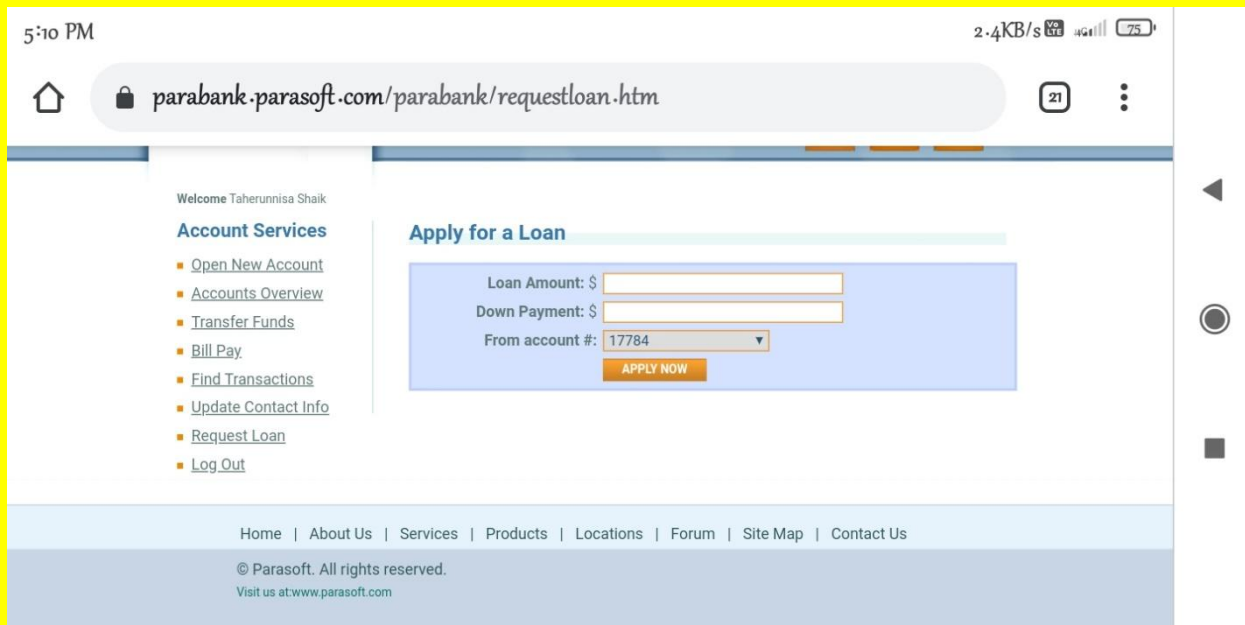 5:10 PM
2.4KB/s Vo LTE 4G 75
parabank.parasoft.com/parabank/requestloan.htm
21
Welcome Taherunnisa Shaik
Account Services
Open New Account
Accounts Overview
Transfer Funds
Bill Pay
Find Transactions
Update Contact Info
Request Loan
Log Out
Apply for a Loan
Loan Amount: $
Down Payment: $
From account #: 17784
APPLY NOW
Home | About Us | Services | Products | Locations | Forum | Site Map | Contact Us
© Parasoft. All rights reserved.
Visit us at:www.parasoft.com